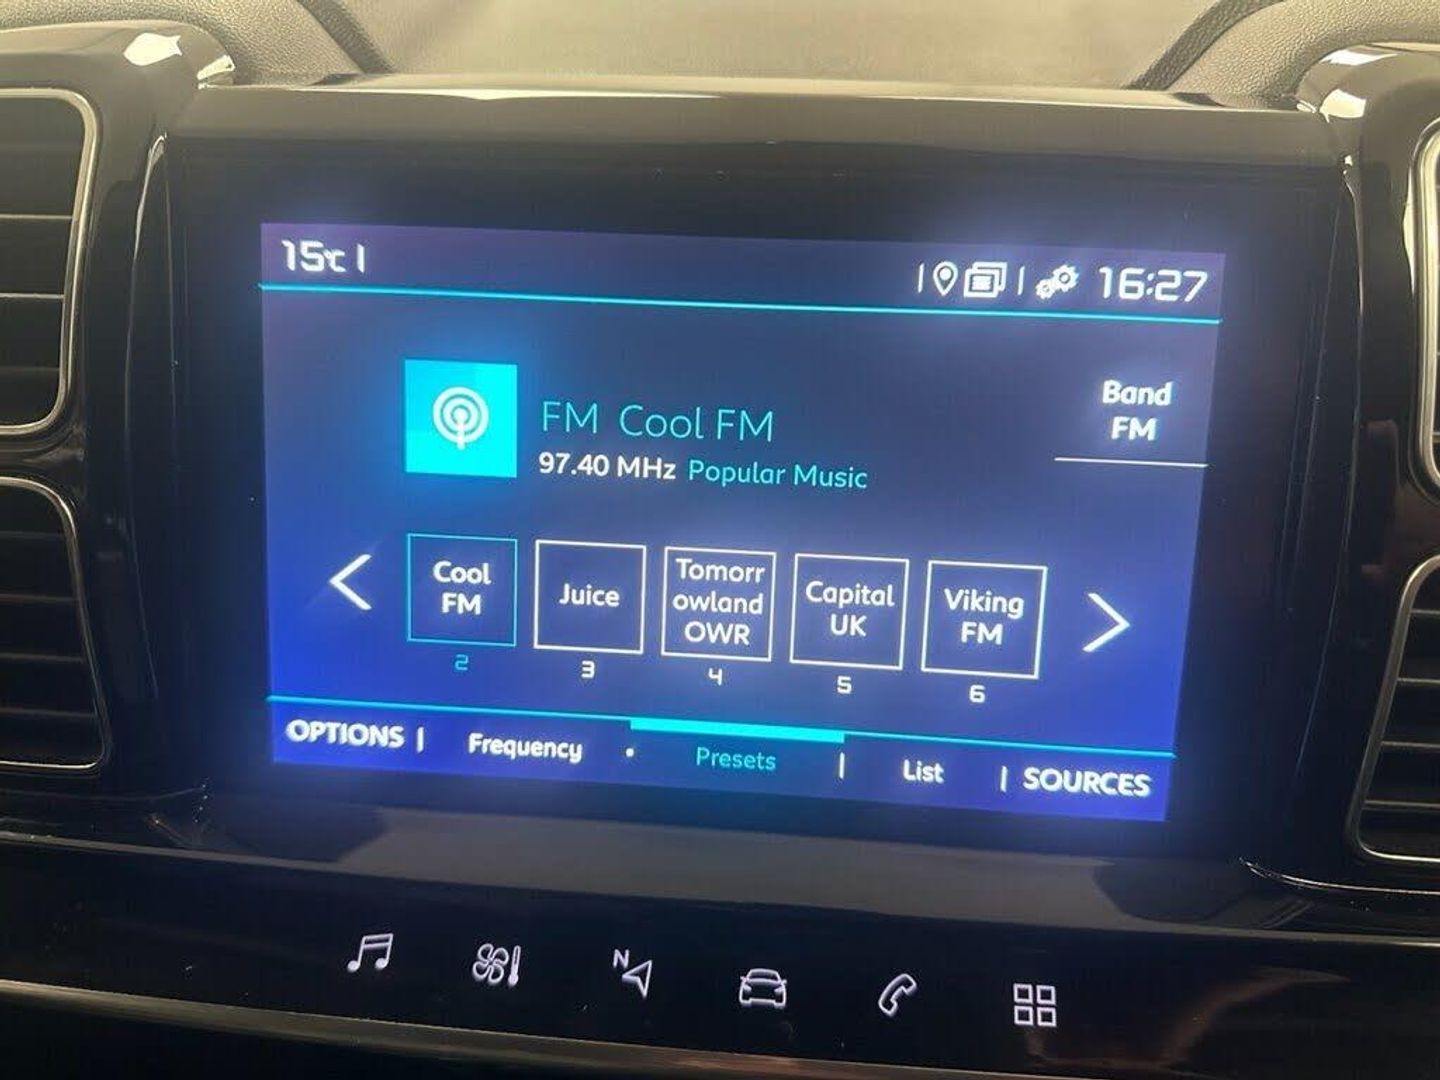 15°C
16:27
Band
FM
FM Cool FM
97.40 MHz Popular Music
Cool
FM
2
Juice
3
Tomorr
owland
OWR
4
Capital
UK
5
Viking
FM
6
OPTIONS
Frequency
Presets
List
SOURCES
N